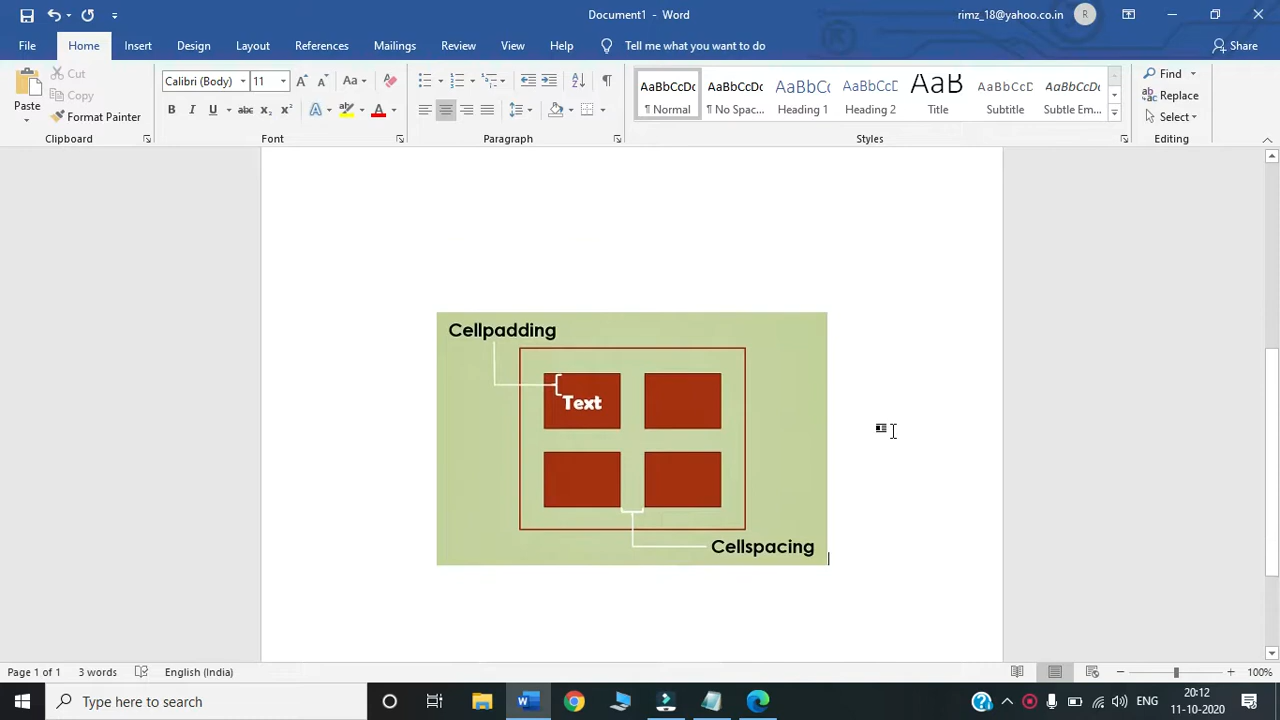 Document1 - Word
rimz_18@yahoo.co.in
R
File
Home
Insert
Design
Layout
References
Mailings
Review
View
Help
Tell me what you want to do
Share
Paste
Cut
Copy
Format Painter
Clipboard
Calibri (Body)
11
Font
Paragraph
AaBbCcDc
¶ Normal
AaBbCcDc
¶ No Spac...
AaBbCc
Heading 1
AaBbCcD
Heading 2
AaB
Title
AaBbCcD
Subtitle
AaBbCcDt
Subtle Em...
Styles
Find
Replace
Select
Editing
Cellpadding
Text
Cellspacing
Page 1 of 1
3 words
English (India)
100%
Type here to search
ENG
20:12
11-10-2020